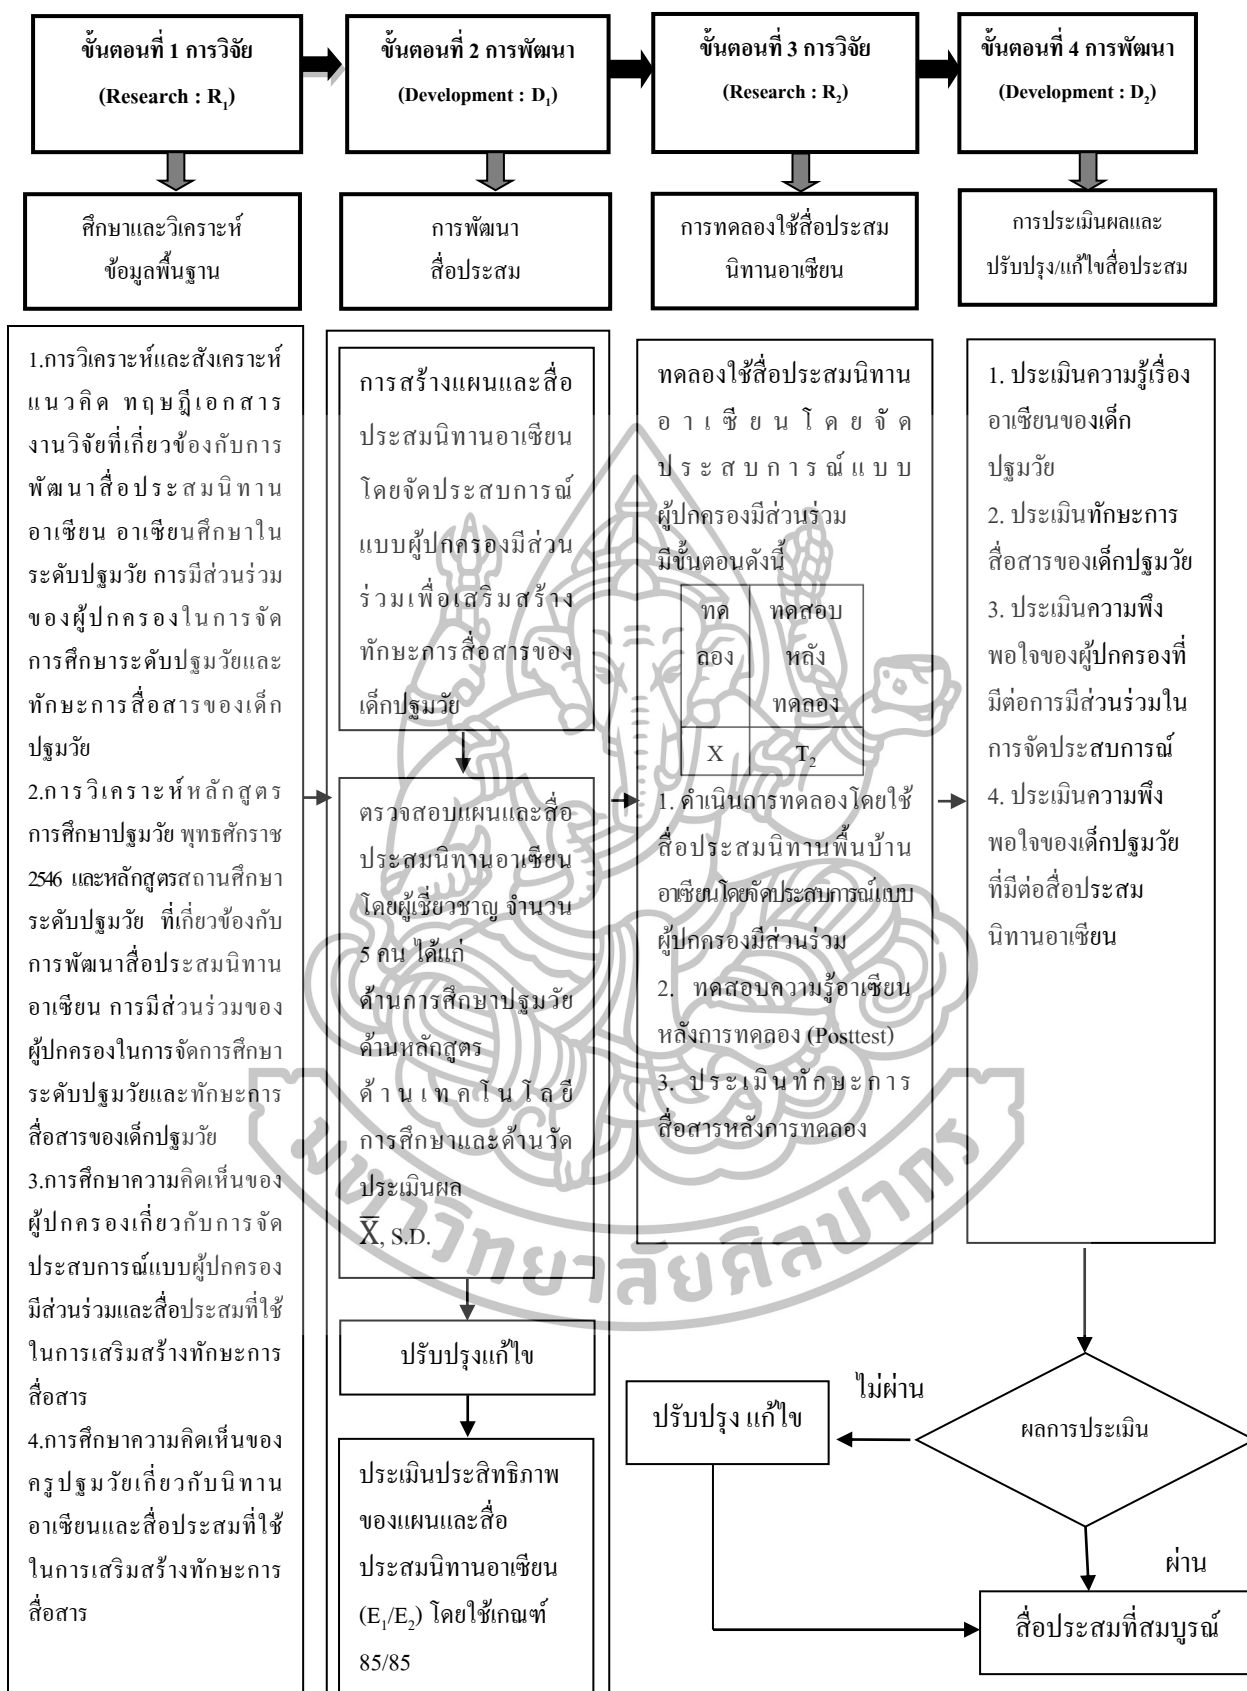 ขั้นตอนที่ 1 การวิจัย
(Research : R1)
ขั้นตอนที่ 2 การพัฒนา
(Development : D1)
ขั้นตอนที่ 3 การวิจัย
(Research : R2)
ขั้นตอนที่ 4 การพัฒนา
(Development : D2)
ศึกษาและวิเคราะห์
ข้อมูลพื้นฐาน
การพัฒนา
สื่อประสม
การทดลองใช้สื่อประสม
นิทานอาเซียน
การประเมินผลและ
ปรับปรุง/แก้ไขสื่อประสม
1.การวิเคราะห์และสังเคราะห์
แนวคิด ทฤษฎีเอกสาร
งานวิจัยที่เกี่ยวข้องกับการ
พัฒนาสื่อประสมนิทาน
อาเซียน อาเซียนศึกษาใน
ระดับปฐมวัย การมีส่วนร่วม
ของผู้ปกครองในการจัด
การศึกษาระดับปฐมวัยและ
ทักษะการสื่อสารของเด็ก
ปฐมวัย
2.การวิเคราะห์หลักสูตร
การศึกษาปฐมวัย พุทธศักราช
2546 และหลักสูตรสถานศึกษา
ระดับปฐมวัย ที่เกี่ยวข้องกับ
การพัฒนาสื่อประสมนิทาน
อาเซียน การมีส่วนร่วมของ
ผู้ปกครองในการจัดการศึกษา
ระดับปฐมวัยและทักษะการ
สื่อสารของเด็กปฐมวัย
3.การศึกษาความคิดเห็นของ
ผู้ปกครองเกี่ยวกับการจัด
ประสบการณ์แบบผู้ปกครอง
มีส่วนร่วมและสื่อประสมที่ใช้
ในการเสริมสร้างทักษะการ
สื่อสาร
4.การศึกษาความคิดเห็นของ
ครูปฐมวัยเกี่ยวกับนิทาน
อาเซียนและสื่อประสมที่ใช้
ในการเสริมสร้างทักษะการ
สื่อสาร
การสร้างแผนและสื่อ
ประสมนิทานอาเซียน
โดยจัดประสบการณ์
แบบผู้ปกครองมีส่วน
ร่วมเพื่อเสริมสร้าง
ทักษะการสื่อสารของ
เด็กปฐมวัย
ตรวจสอบแผนและสื่อ
ประสมนิทานอาเซียน
โดยผู้เชี่ยวชาญ จำนวน
5 คน ได้แก่
ด้านการศึกษาปฐมวัย
ด้านหลักสูตร
ด้านเทคโนโลยี
การศึกษาและด้านวัด
ประเมินผล
X̅, S.D.
ปรับปรุงแก้ไข
ประเมินประสิทธิภาพ
ของแผนและสื่อ
ประสมนิทานอาเซียน
(E1/E2) โดยใช้เกณฑ์
85/85
ทดลองใช้สื่อประสมนิทาน
อาเซียนโดยจัด
ประสบการณ์แบบ
ผู้ปกครองมีส่วนร่วม
มีขั้นตอนดังนี้
ทด
ลอง
ทดสอบ
หลัง
ทดลอง
X
T2
1. ดำเนินการทดลองโดยใช้
สื่อประสมนิทานพื้นบ้าน
อาเซียนโดยจัดประสบการณ์แบบ
ผู้ปกครองมีส่วนร่วม
2. ทดสอบความรู้อาเซียน
หลังการทดลอง (Posttest)
3. ประเมินทักษะการ
สื่อสารหลังการทดลอง
1. ประเมินความรู้เรื่อง
อาเซียนของเด็ก
ปฐมวัย
2. ประเมินทักษะการ
สื่อสารของเด็กปฐมวัย
3. ประเมินความพึง
พอใจของผู้ปกครองที่
มีต่อการมีส่วนร่วมใน
การจัดประสบการณ์
4. ประเมินความพึง
พอใจของเด็กปฐมวัย
ที่มีต่อสื่อประสม
นิทานอาเซียน
ผลการประเมิน
ไม่ผ่าน
ปรับปรุง แก้ไข
ผ่าน
สื่อประสมที่สมบูรณ์
มหาวิทยาลัยศิลปากร